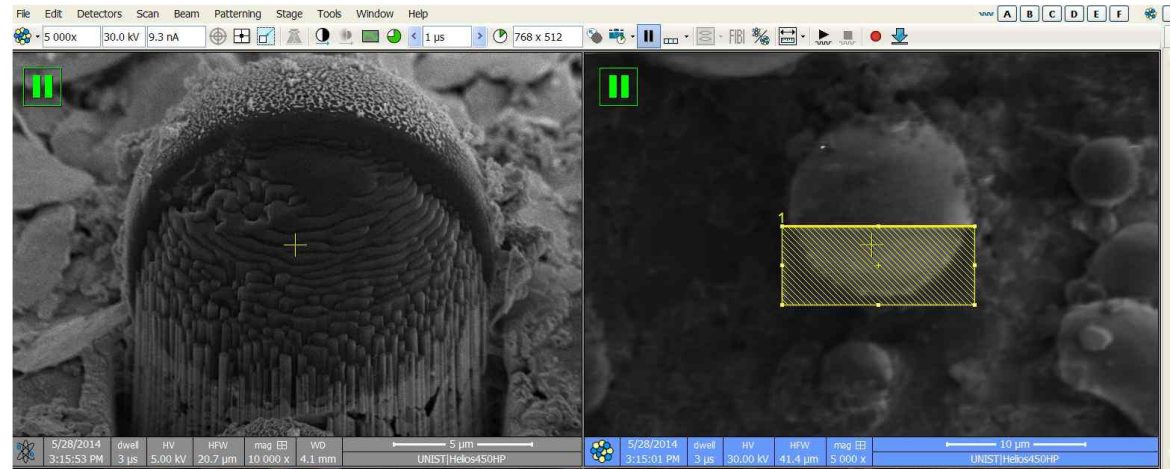 File Edit Detectors Scan Beam Patterning Stage Tools Window Help A B C D E F
5 000x 30.0 kV 9.3 nA 1 µs 768 x 512 FIBI
1
5/28/2014 dwell HV HFW mag WD 5 µm
3:15:53 PM 3 µs 5.00 kV 20.7 µm 10 000 x 4.1 mm UNIST|Helios450HP
5/28/2014 dwell HV HFW mag 10 µm
3:15:01 PM 3 µs 30.00 kV 41.4 µm 5 000 x UNIST|Helios450HP